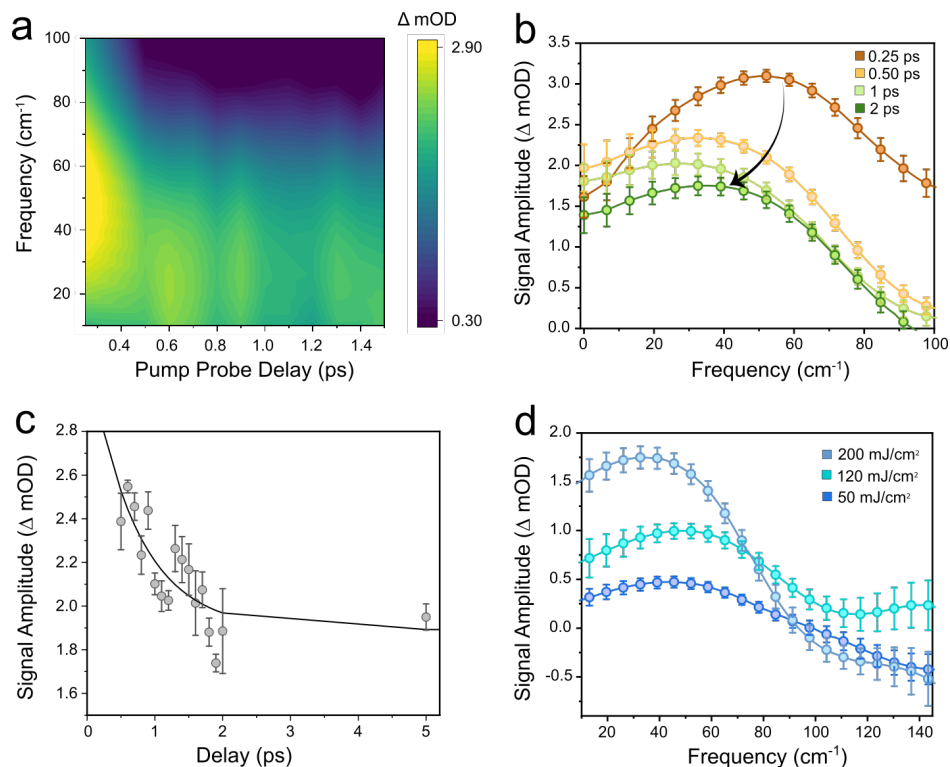 a
Δ mOD
2.90
0.30
100
80
60
40
20
Frequency (cm⁻¹)
0.4 0.6 0.8 1.0 1.2 1.4
Pump Probe Delay (ps)
b
0.25 ps
0.50 ps
1 ps
2 ps
3.5
3.0
2.5
2.0
1.5
1.0
0.5
0.0
Signal Amplitude (Δ mOD)
0 20 40 60 80 100
Frequency (cm⁻¹)
c
2.8
2.6
2.4
2.2
2.0
1.8
1.6
Signal Amplitude (Δ mOD)
0 1 2 3 4 5
Delay (ps)
d
200 mJ/cm²
120 mJ/cm²
50 mJ/cm²
2.0
1.5
1.0
0.5
0.0
-0.5
Signal Amplitude (Δ mOD)
20 40 60 80 100 120 140
Frequency (cm⁻¹)